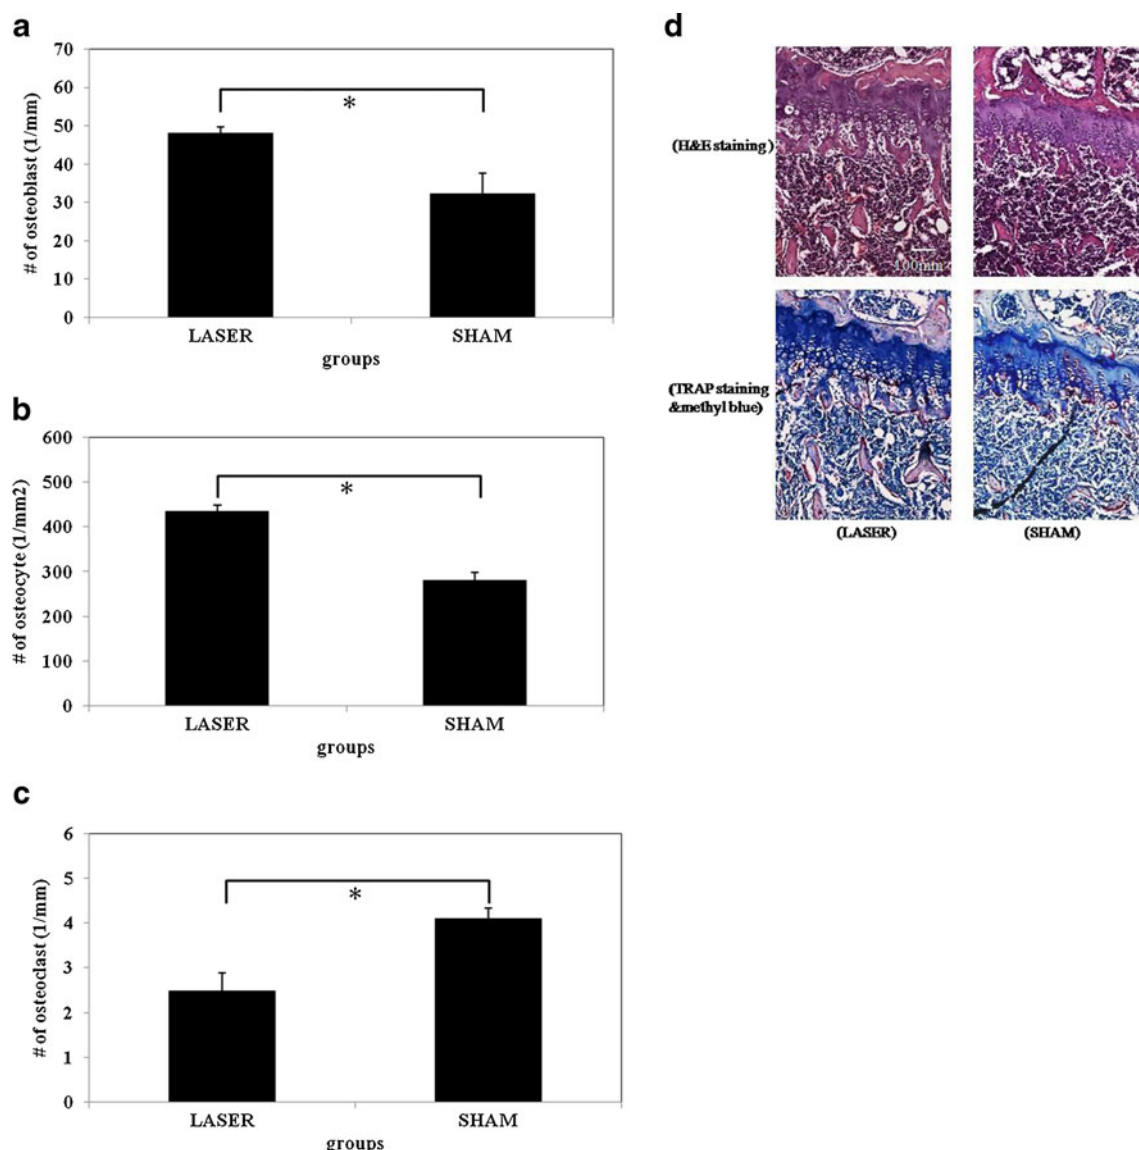 a
70
60
50
40
30
20
10
0
# of osteoblast (1/mm)
*
LASER
SHAM
groups
b
600
500
400
300
200
100
0
# of osteocyte (1/mm2)
*
LASER
SHAM
groups
c
6
5
4
3
2
1
0
# of osteoclast (1/mm)
*
LASER
SHAM
groups
d
(H&E staining)
100mm
(TRAP staining
&methyl blue)
(LASER)
(SHAM)